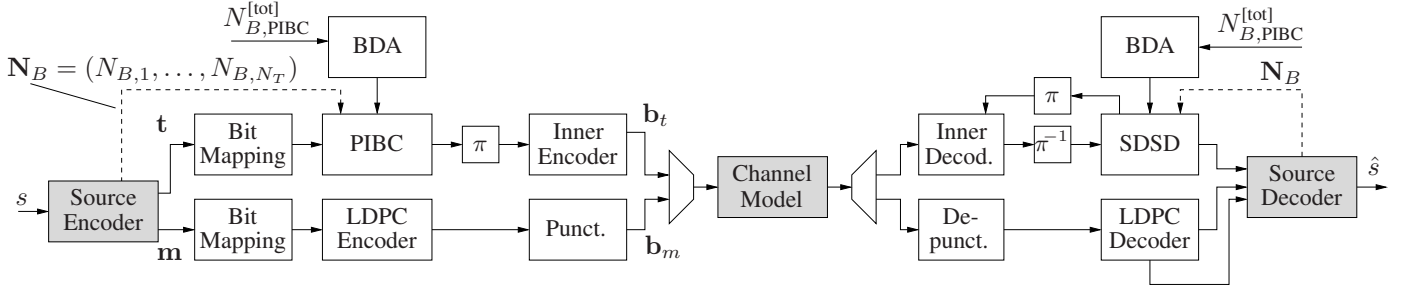 N_{B,PIBC}^{[tot]}
BDA
N_B = (N_{B,1}, ..., N_{B,N_T})
t
Bit Mapping
PIBC
π
Inner Encoder
b_t
s
Source Encoder
m
Bit Mapping
LDPC Encoder
Punct.
b_m
Channel Model
BDA
N_{B,PIBC}^{[tot]}
N_B
π
Inner Decod.
π^{-1}
SDSD
De-punct.
LDPC Decoder
Source Decoder
ŝ